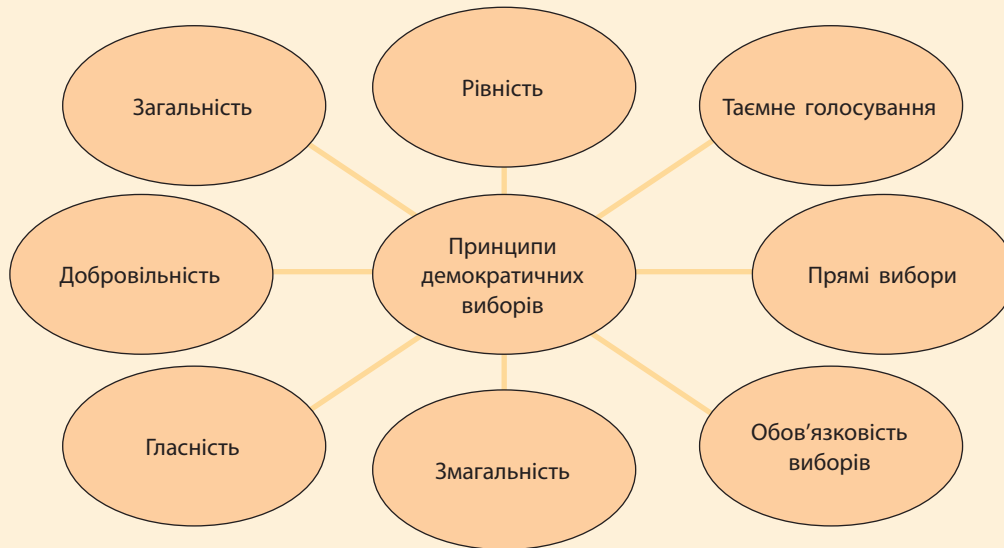 Загальність
Рівність
Таємне голосування
Добровільність
Принципи
демократичних
виборів
Прямі вибори
Гласність
Змагальність
Обов’язковість
виборів